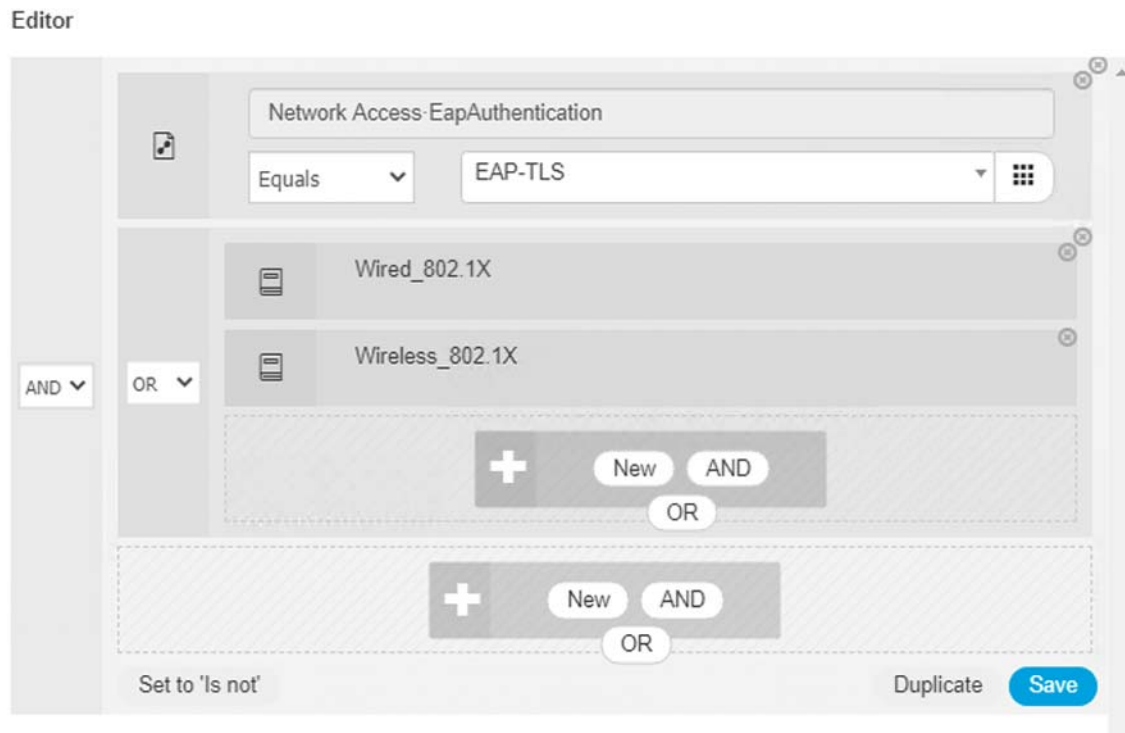 Editor
Network Access·EapAuthentication
Equals
EAP-TLS
Wired_802.1X
Wireless_802.1X
AND
OR
New
AND
OR
New
AND
OR
Set to 'Is not'
Duplicate
Save